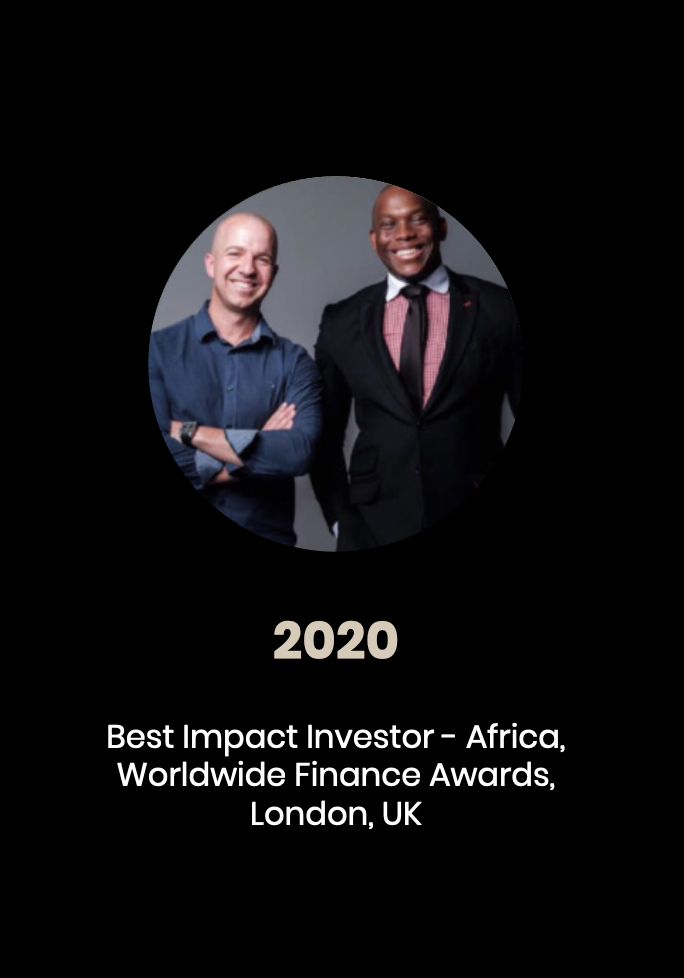 2020
Best Impact Investor - Africa,
Worldwide Finance Awards,
London, UK